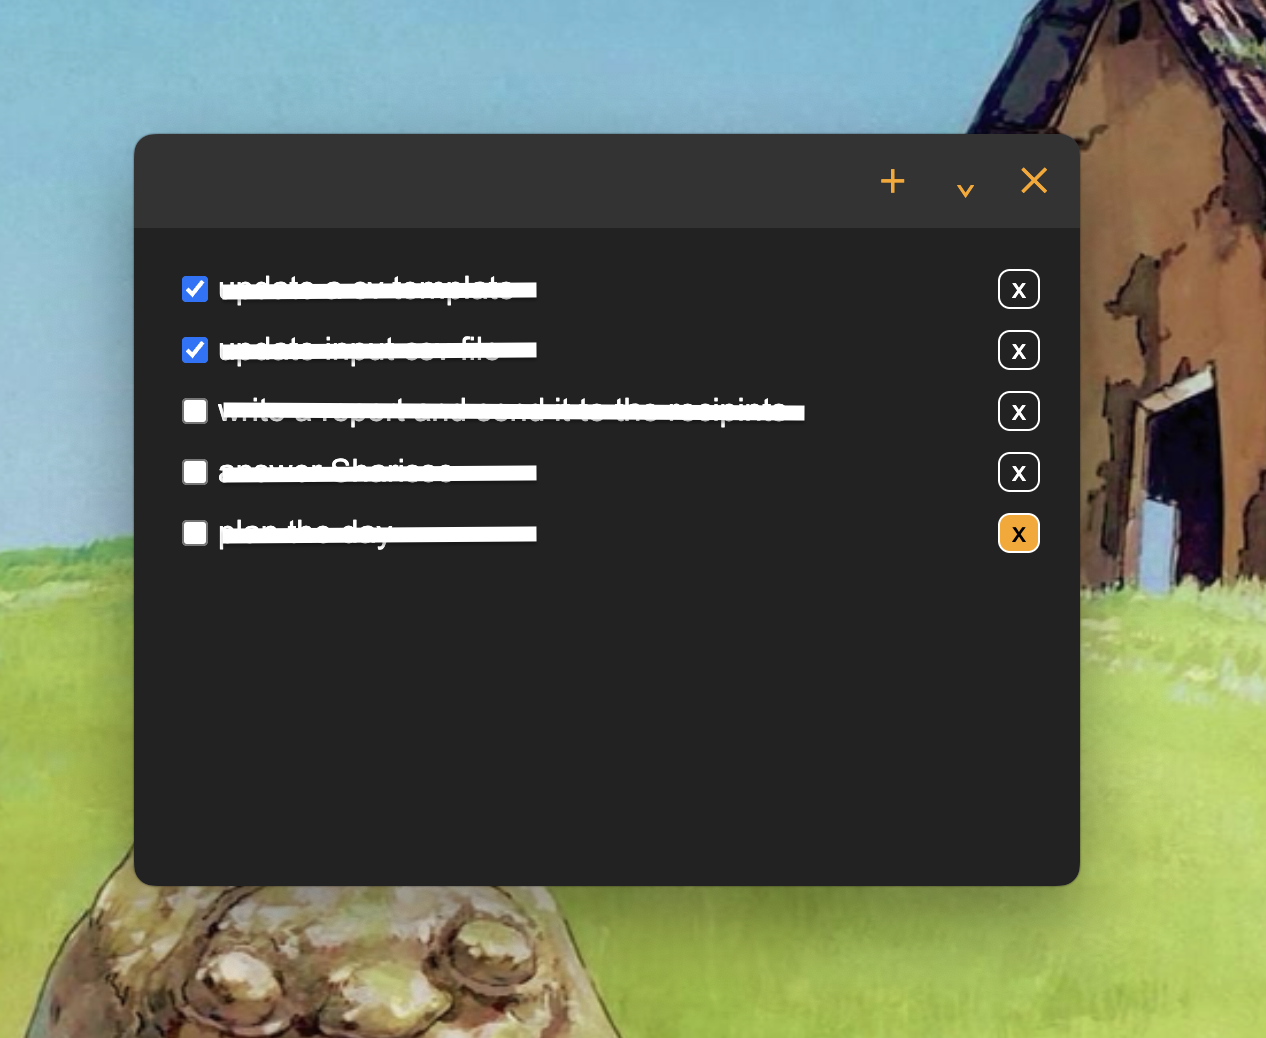 update a cv template
x
update input csv file
x
write a report and send it to the recipints
x
answer
x
plan the day
x